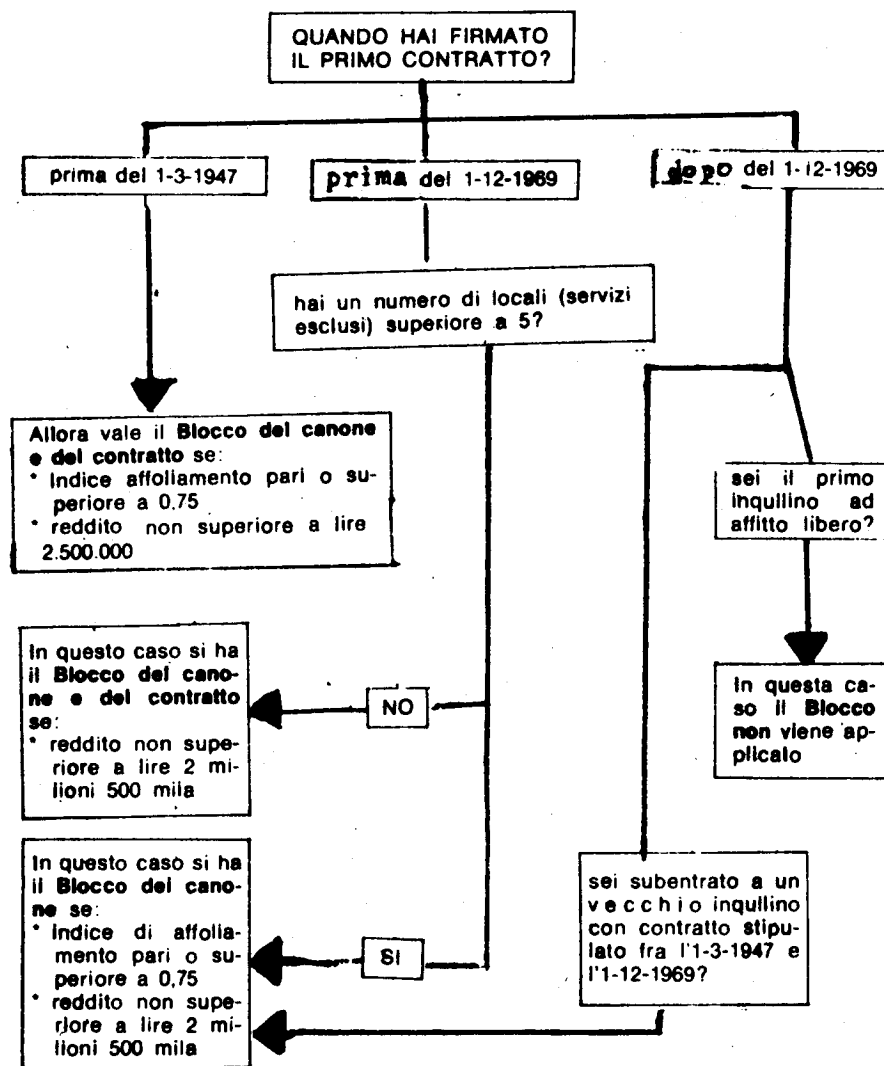 QUANDO HAI FIRMATO
IL PRIMO CONTRATTO?
prima del 1-3-1947
prima del 1-12-1969
dopo del 1-12-1969
hai un numero di locali (servizi
esclusi) superiore a 5?
Allora vale il Blocco del canone
e del contratto se:
* Indice affollamento pari o su-
periore a 0,75
* reddito non superiore a lire
2.500.000
sei il primo
inquilino ad
affitto libero?
In questo caso si ha
il Blocco del cano-
ne e del contratto
se:
* reddito non supe-
riore a lire 2 mi-
lioni 500 mila
NO
In questa ca-
so il Blocco
non viene ap-
plicalo
In questo caso si ha
il Blocco del cano-
ne se:
* Indice di affolla-
mento pari o su-
periore a 0,75
* reddito non supe-
riore a lire 2 mi-
lioni 500 mila
SI
sei subentrato a un
vecchio inquilino
con contratto stipu-
lato fra l'1-3-1947 e
l'1-12-1969?